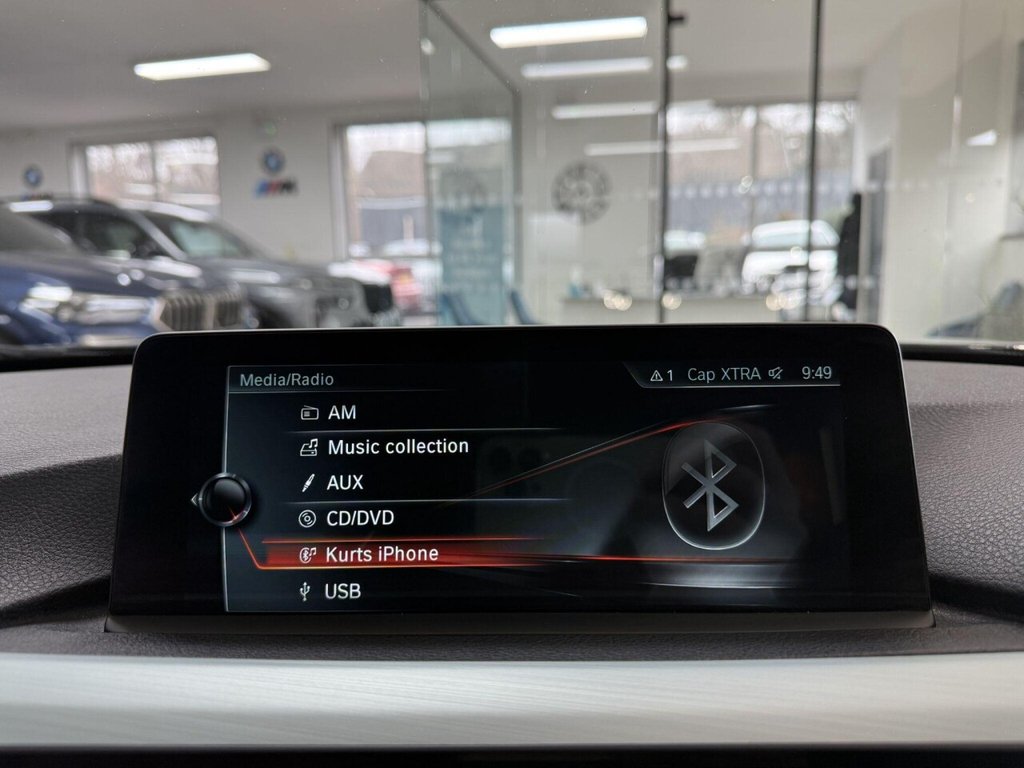 Media/Radio
1 Cap XTRA 9:49
AM
Music collection
AUX
CD/DVD
Kurts iPhone
USB